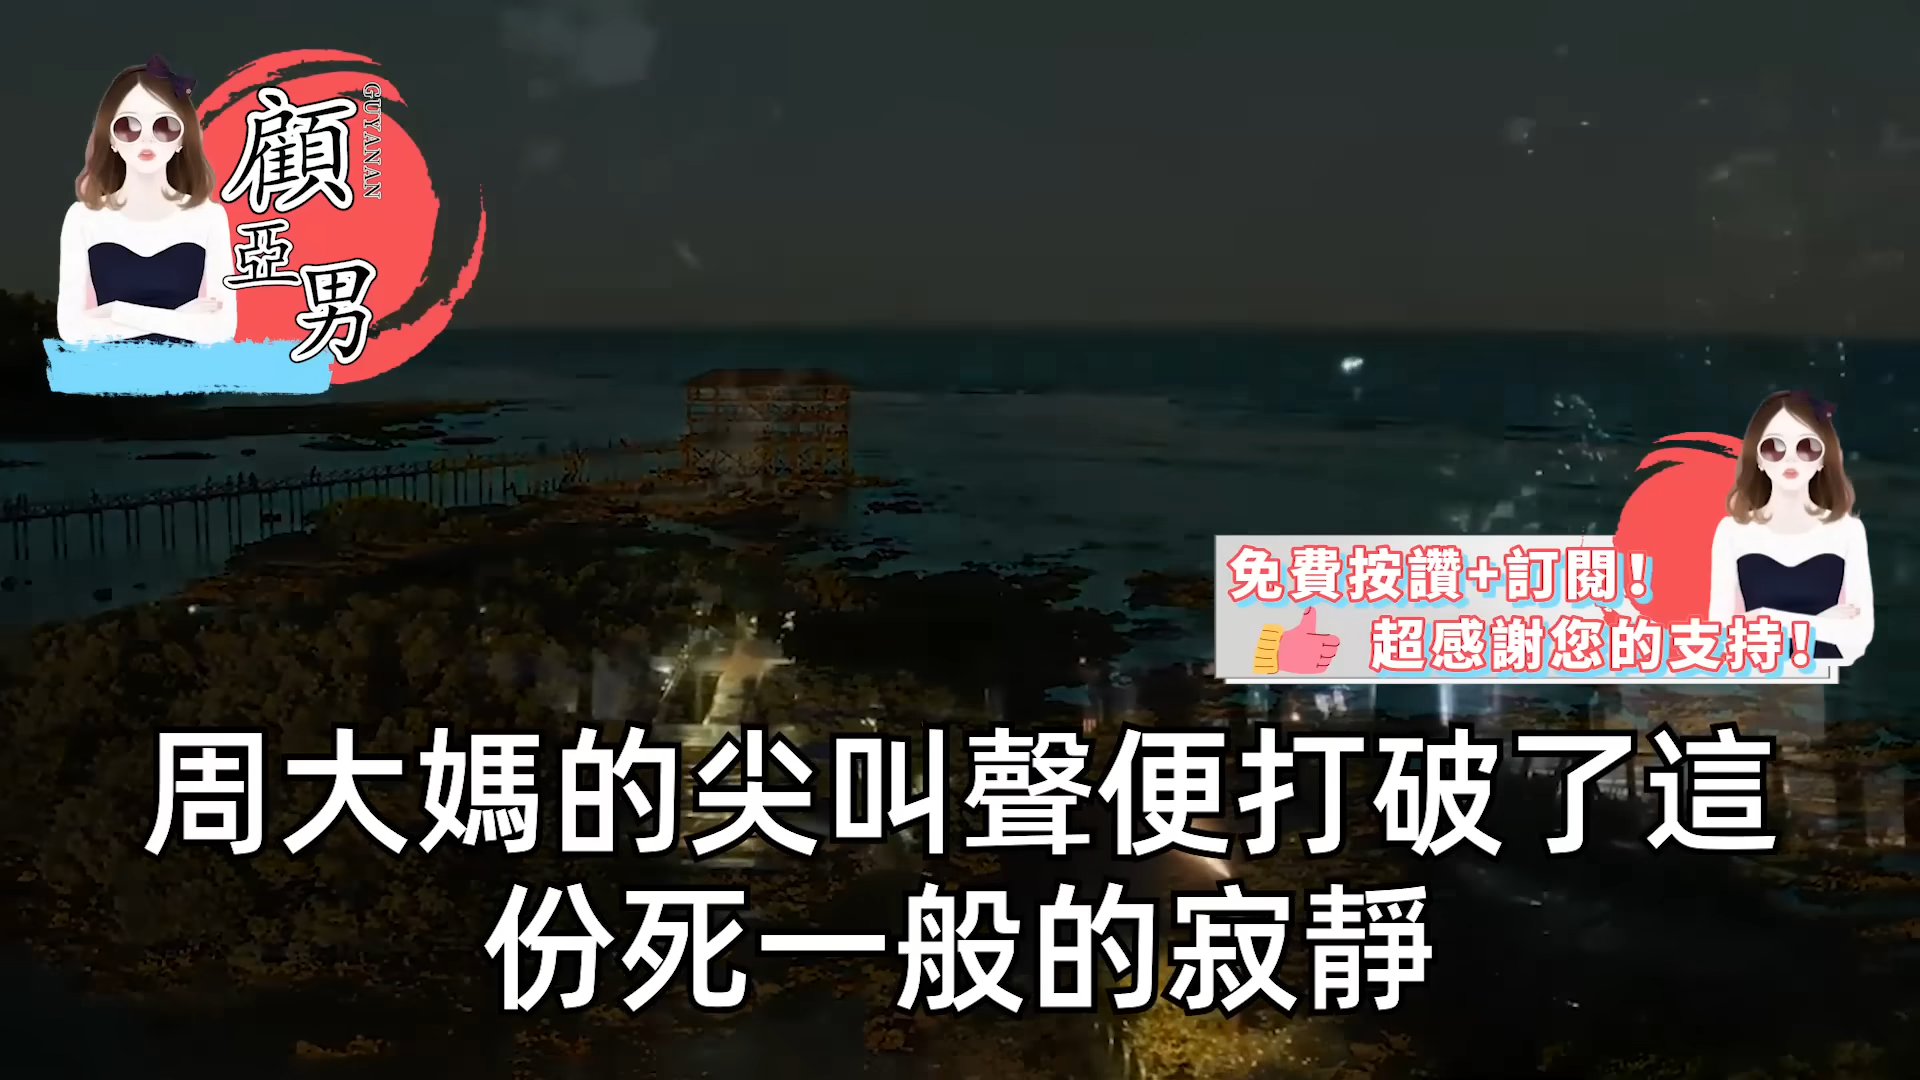 顧亞男
GUYANAN
免費按讚+訂閱!
超感謝您的支持!
周大媽的尖叫聲便打破了這
份死一般的寂靜